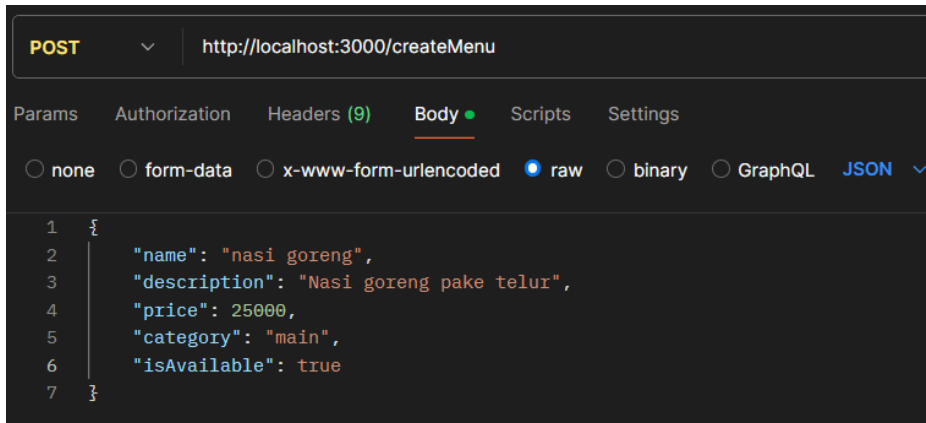 POST http://localhost:3000/createMenu
Params Authorization Headers (9) Body Scripts Settings
none form-data x-www-form-urlencoded raw binary GraphQL JSON
1 {
2 "name": "nasi goreng",
3 "description": "Nasi goreng pake telur",
4 "price": 25000,
5 "category": "main",
6 "isAvailable": true
7 }